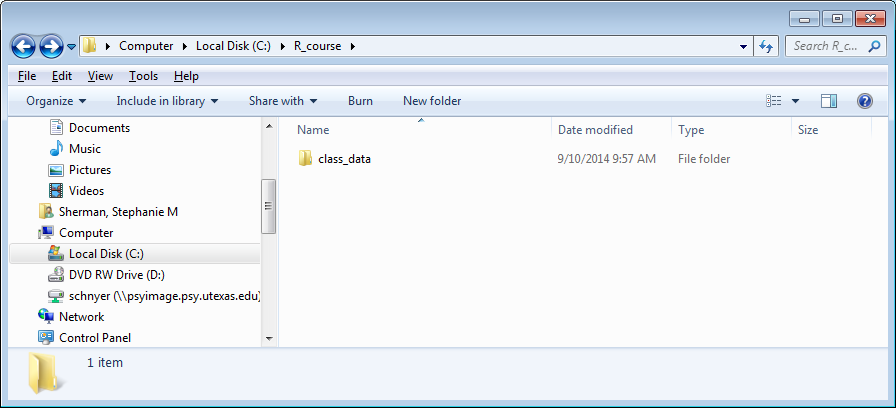 Computer Local Disk (C:) R_course Search R_c...
File Edit View Tools Help
Organize Include in library Share with Burn New folder
Documents
Music
Pictures
Videos
Sherman, Stephanie M
Computer
Local Disk (C:)
DVD RW Drive (D:)
schnyer (\\psyimage.psy.utexas.edu)
Network
Control Panel
Name Date modified Type Size
class_data 9/10/2014 9:57 AM File folder
1 item